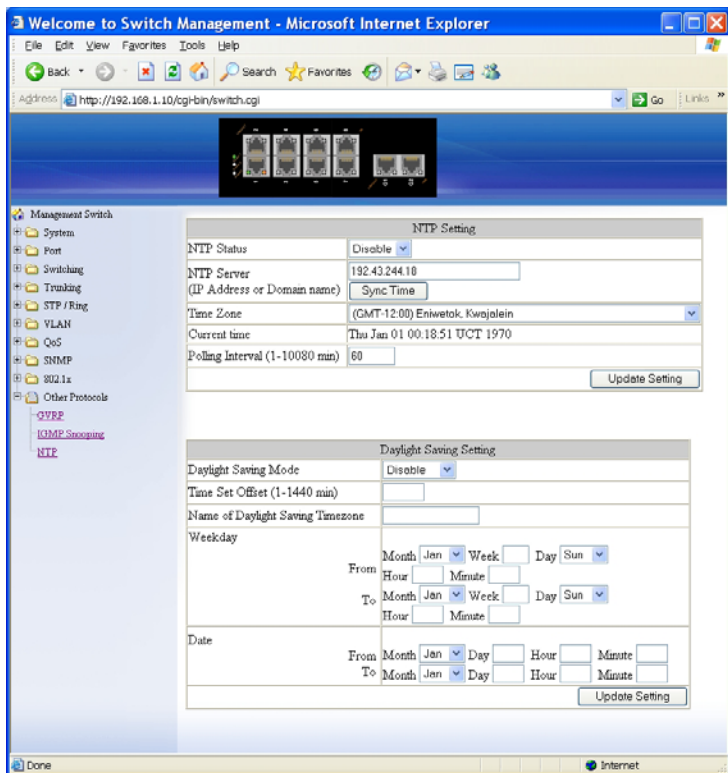 Welcome to Switch Management - Microsoft Internet Explorer
File Edit View Favorites Tools Help
Back Search Favorites
Address http://192.168.1.10/cgi-bin/switch.cgi Go Links »
Management Switch
System
Port
Switching
Trunking
STP / Ring
VLAN
QoS
SNMP
802.1x
Other Protocols
GVRP
IGMP Snooping
NTP
NTP Setting
NTP Status Disable
NTP Server
(IP Address or Domain name) 192.43.244.18
Sync Time
Time Zone (GMT-12:00) Eniwetok, Kwajalein
Current time Thu Jan 01 00:18:51 UCT 1970
Polling Interval (1-10080 min) 60
Update Setting
Daylight Saving Setting
Daylight Saving Mode Disable
Time Set Offset (1-1440 min)
Name of Daylight Saving Timezone
Weekday
From Month Jan Week Day Sun
Hour Minute
To Month Jan Week Day Sun
Hour Minute
Date
From Month Jan Day Hour Minute
To Month Jan Day Hour Minute
Update Setting
Done Internet